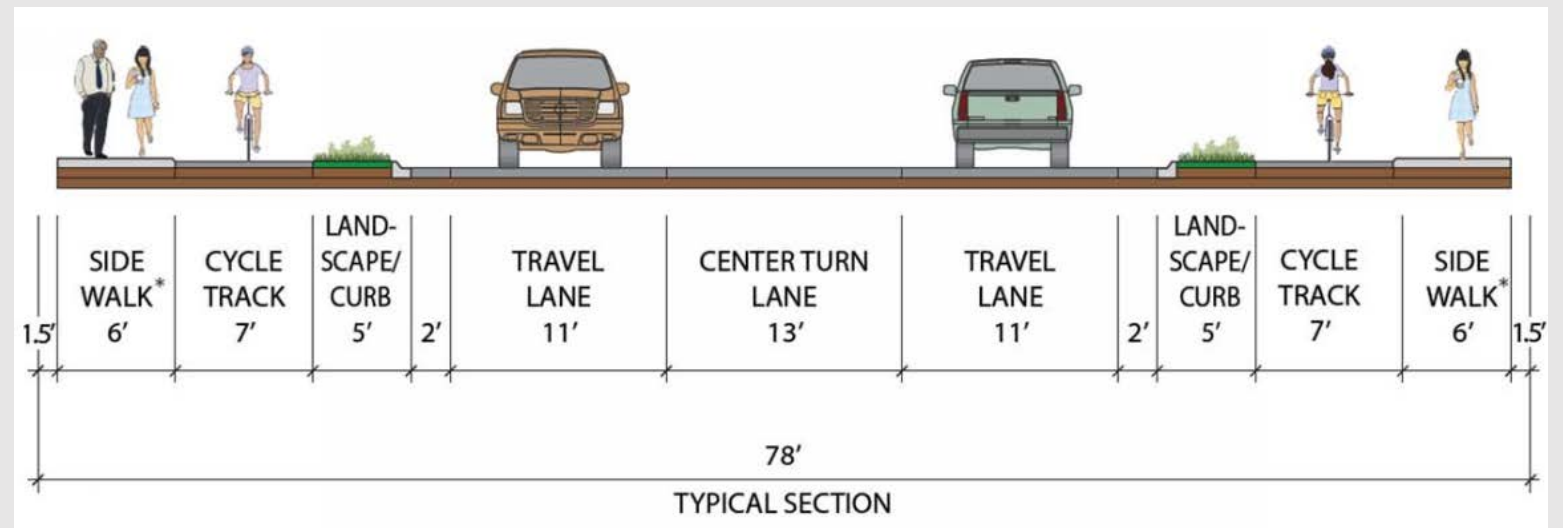 1.5'
SIDE
WALK*
6'
CYCLE
TRACK
7'
LAND-
SCAPE/
CURB
5'
2'
TRAVEL
LANE
11'
CENTER TURN
LANE
13'
TRAVEL
LANE
11'
2'
LAND-
SCAPE/
CURB
5'
CYCLE
TRACK
7'
SIDE
WALK*
6'
1.5'
78'
TYPICAL SECTION